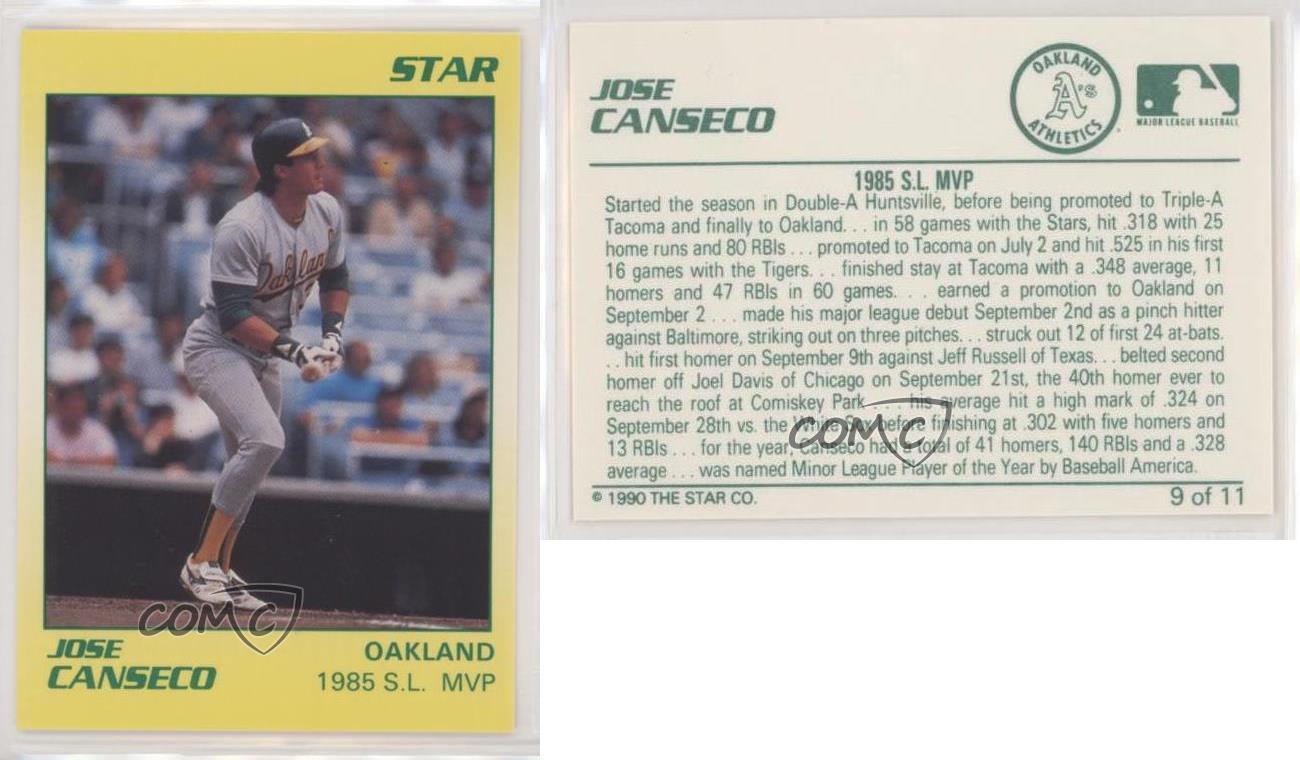 STAR
Oakland
COMC
JOSE
CANSECO
OAKLAND
1985 S.L. MVP
JOSE
CANSECO
OAKLAND
A's
ATHLETICS
MAJOR LEAGUE BASEBALL
1985 S.L. MVP
Started the season in Double-A Huntsville, before being promoted to Triple-A
Tacoma and finally to Oakland. . . in 58 games with the Stars, hit .318 with 25
home runs and 80 RBIs . . . promoted to Tacoma on July 2 and hit .525 in his first
16 games with the Tigers. . . finished stay at Tacoma with a .348 average, 11
homers and 47 RBIs in 60 games. . . earned a promotion to Oakland on
September 2 . . . made his major league debut September 2nd as a pinch hitter
against Baltimore, striking out on three pitches. . . struck out 12 of first 24 at-bats.
. . hit first homer on September 9th against Jeff Russell of Texas. . . belted second
homer off Joel Davis of Chicago on September 21st, the 40th homer ever to
reach the roof at Comiskey Park. . . . his average hit a high mark of .324 on
September 28th vs. the White Sox before finishing at .302 with five homers and
13 RBIs . . . for the year, Canseco had a total of 41 homers, 140 RBIs and a .328
average . . . was named Minor League Player of the Year by Baseball America.
COMC
© 1990 THE STAR CO.
9 of 11